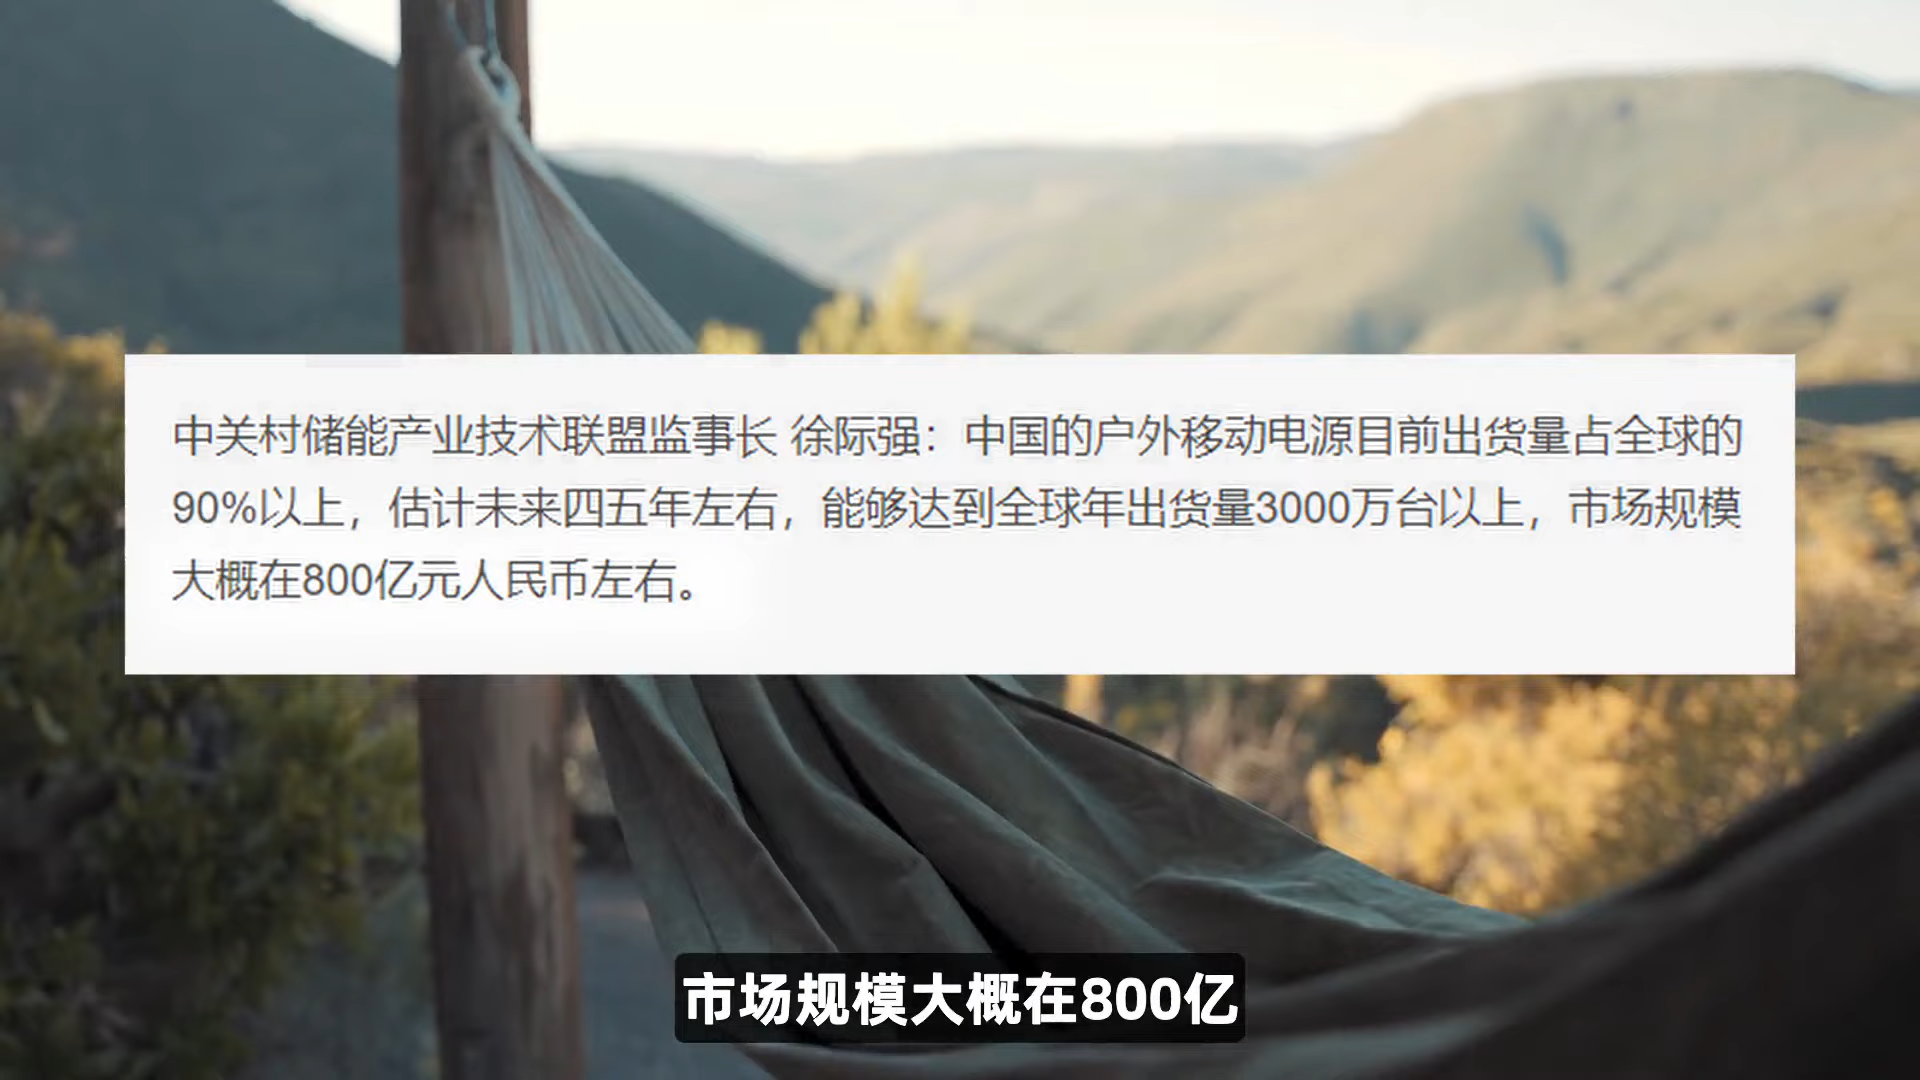 中关村储能产业技术联盟监事长 徐际强：中国的户外移动电源目前出货量占全球的
90%以上，估计未来四五年左右，能够达到全球年出货量3000万台以上，市场规模
大概在800亿元人民币左右。
市场规模大概在800亿